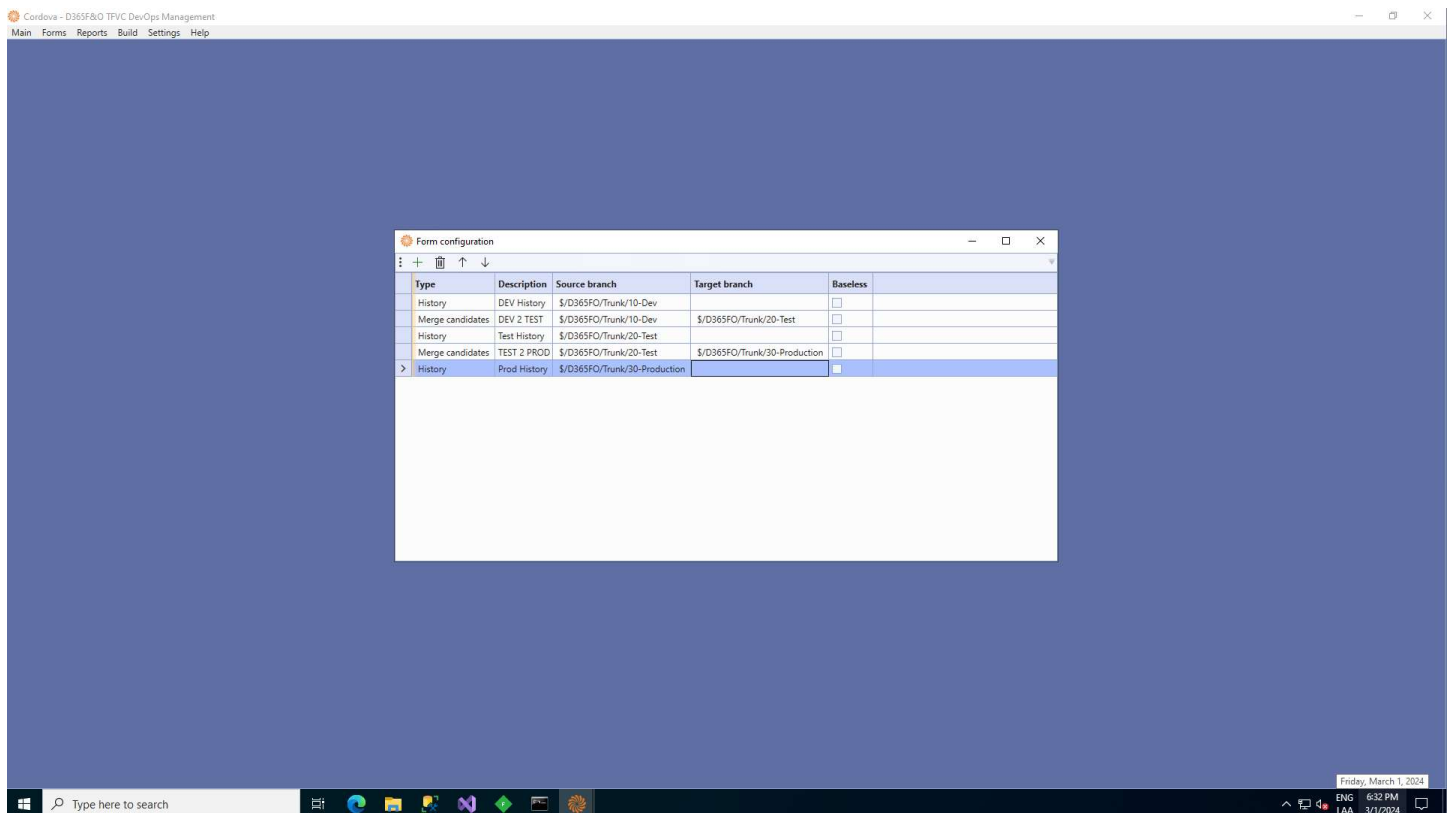 Cordova - D365F&O TFVC DevOps Management
Main Forms Reports Build Settings Help
Form configuration
Type Description Source branch Target branch Baseless
History DEV History $/D365FO/Trunk/10-Dev
Merge candidates DEV 2 TEST $/D365FO/Trunk/10-Dev $/D365FO/Trunk/20-Test
History Test History $/D365FO/Trunk/20-Test
Merge candidates TEST 2 PROD $/D365FO/Trunk/20-Test $/D365FO/Trunk/30-Production
History Prod History $/D365FO/Trunk/30-Production
Friday, March 1, 2024
Type here to search
ENG 6:32 PM
LAA 3/1/2024